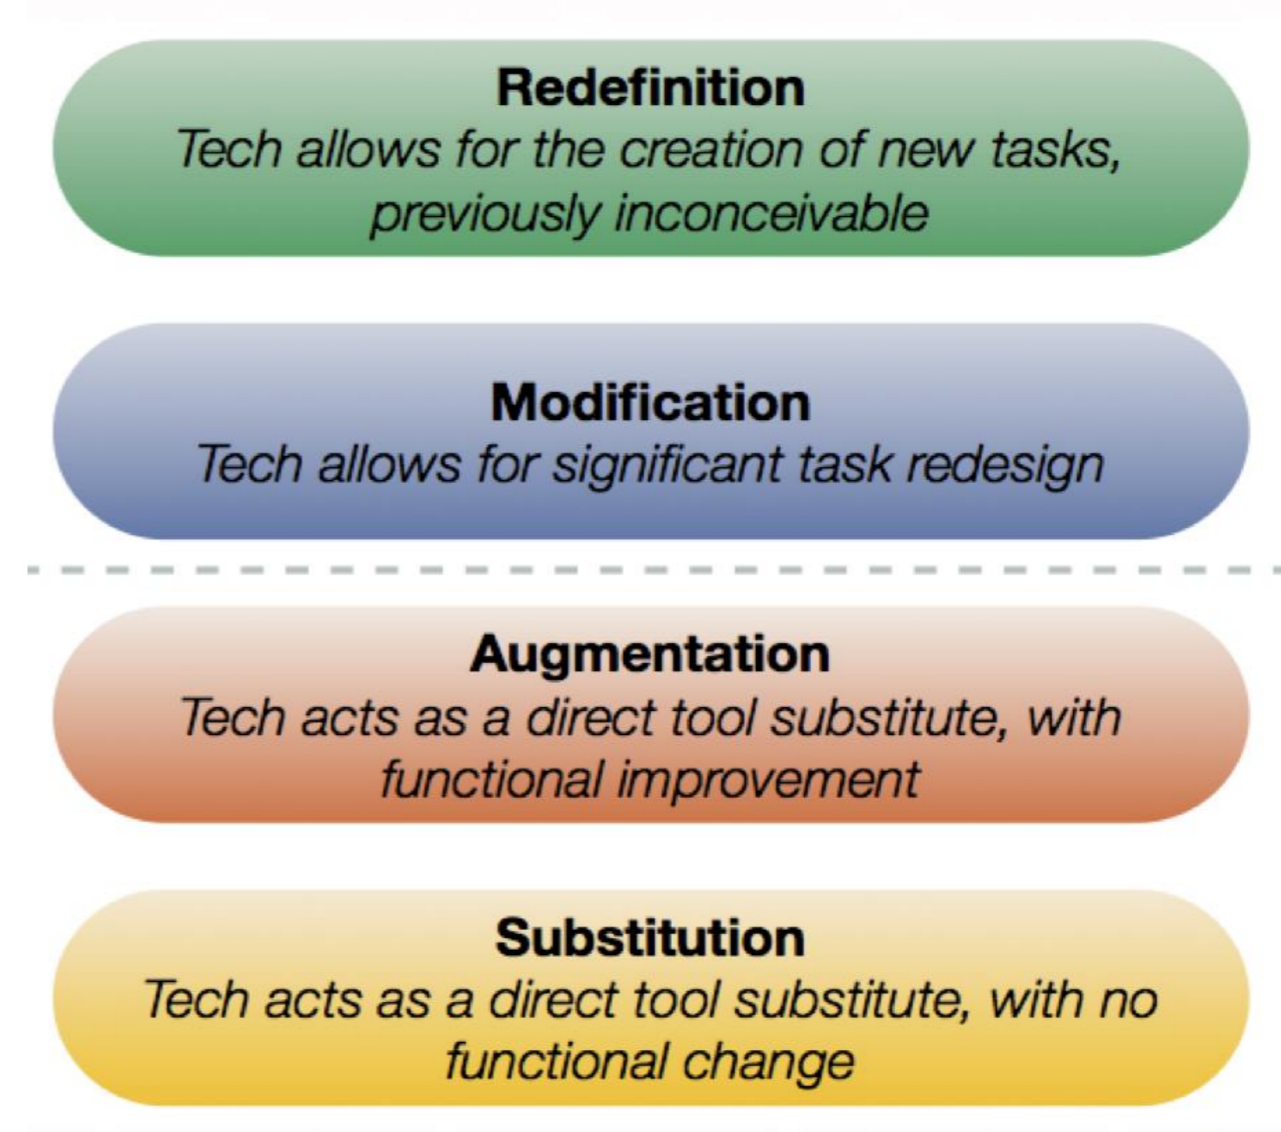 Redefinition
Tech allows for the creation of new tasks,
previously inconceivable
Modification
Tech allows for significant task redesign
Augmentation
Tech acts as a direct tool substitute, with
functional improvement
Substitution
Tech acts as a direct tool substitute, with no
functional change